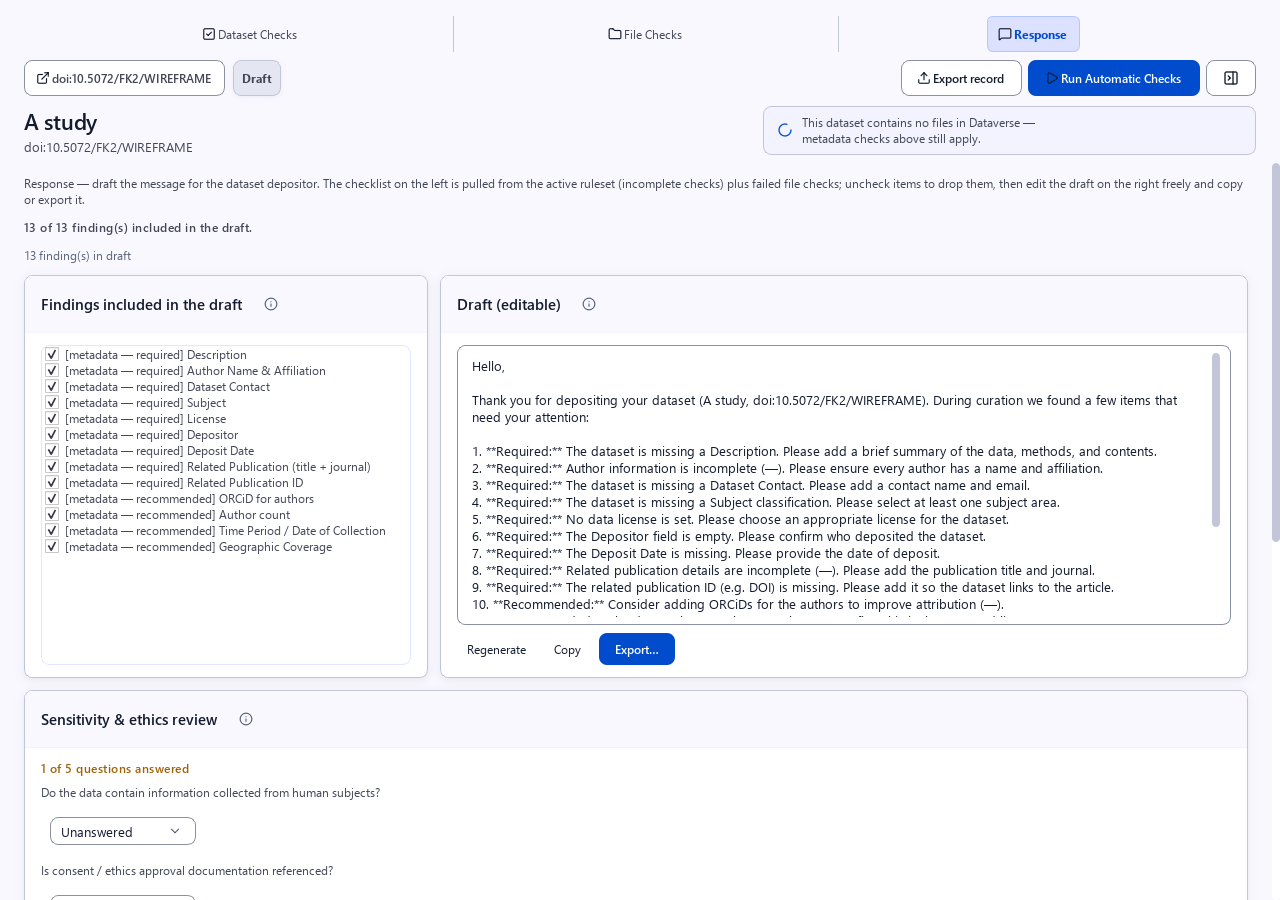 Dataset Checks
File Checks
Response
doi:10.5072/FK2/WIREFRAME
Draft
Export record
Run Automatic Checks
A study
doi:10.5072/FK2/WIREFRAME
This dataset contains no files in Dataverse —
metadata checks above still apply.
Response — draft the message for the dataset depositor. The checklist on the left is pulled from the active ruleset (incomplete checks) plus failed file checks; uncheck items to drop them, then edit the draft on the right freely and copy
or export it.
13 of 13 finding(s) included in the draft.
13 finding(s) in draft
Findings included in the draft
[metadata — required] Description
[metadata — required] Author Name & Affiliation
[metadata — required] Dataset Contact
[metadata — required] Subject
[metadata — required] License
[metadata — required] Depositor
[metadata — required] Deposit Date
[metadata — required] Related Publication (title + journal)
[metadata — required] Related Publication ID
[metadata — recommended] ORCiD for authors
[metadata — recommended] Author count
[metadata — recommended] Time Period / Date of Collection
[metadata — recommended] Geographic Coverage
Draft (editable)
Hello,
Thank you for depositing your dataset (A study, doi:10.5072/FK2/WIREFRAME). During curation we found a few items that
need your attention:
1. **Required:** The dataset is missing a Description. Please add a brief summary of the data, methods, and contents.
2. **Required:** Author information is incomplete (—). Please ensure every author has a name and affiliation.
3. **Required:** The dataset is missing a Dataset Contact. Please add a contact name and email.
4. **Required:** The dataset is missing a Subject classification. Please select at least one subject area.
5. **Required:** No data license is set. Please choose an appropriate license for the dataset.
6. **Required:** The Depositor field is empty. Please confirm who deposited the dataset.
7. **Required:** The Deposit Date is missing. Please provide the date of deposit.
8. **Required:** Related publication details are incomplete (—). Please add the publication title and journal.
9. **Required:** The related publication ID (e.g. DOI) is missing. Please add it so the dataset links to the article.
10. **Recommended:** Consider adding ORCiDs for the authors to improve attribution (—).
Regenerate
Copy
Export...
Sensitivity & ethics review
1 of 5 questions answered
Do the data contain information collected from human subjects?
Unanswered
Is consent / ethics approval documentation referenced?